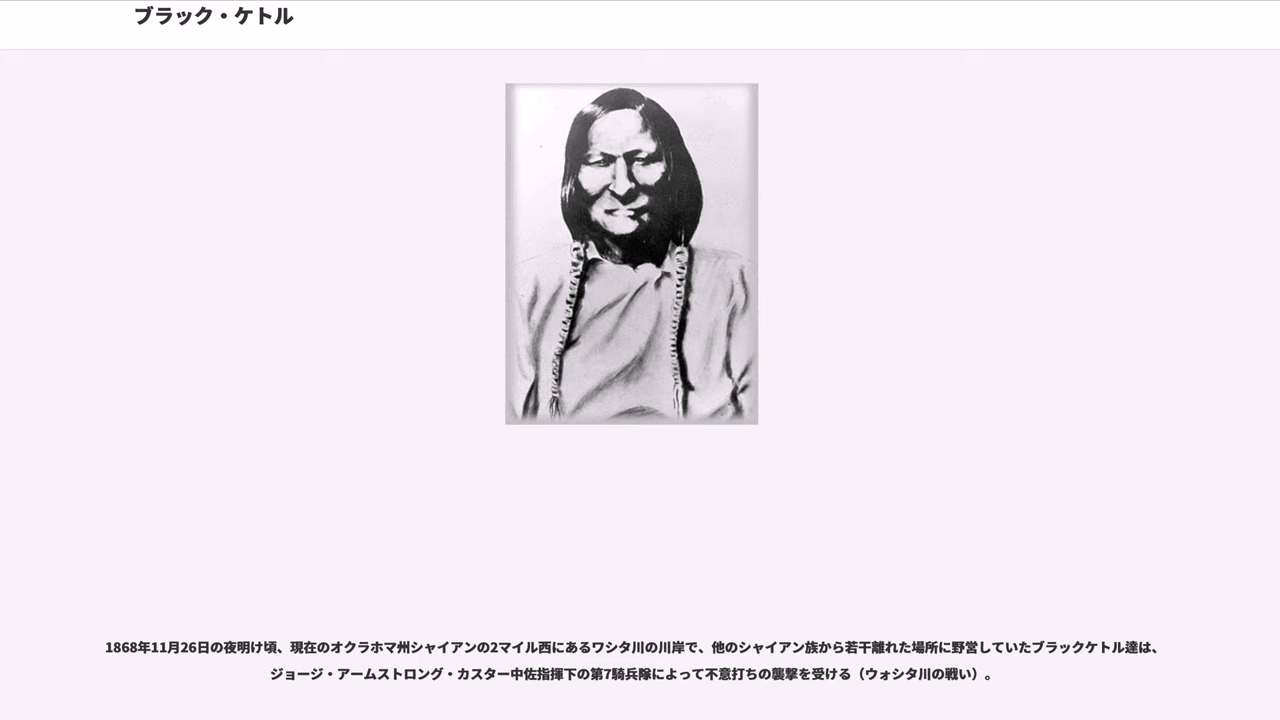 ブラック・ケトル
1868年11月26日の夜明け頃、現在のオクラホマ州シャイアンの2マイル西にあるワシタ川の川岸で、他のシャイアン族から若干離れた場所に野営していたブラックケトル達は、
ジョージ・アームストロング・カスター中佐指揮下の第7騎兵隊によって不意打ちの襲撃を受ける（ウォシタ川の戦い）。